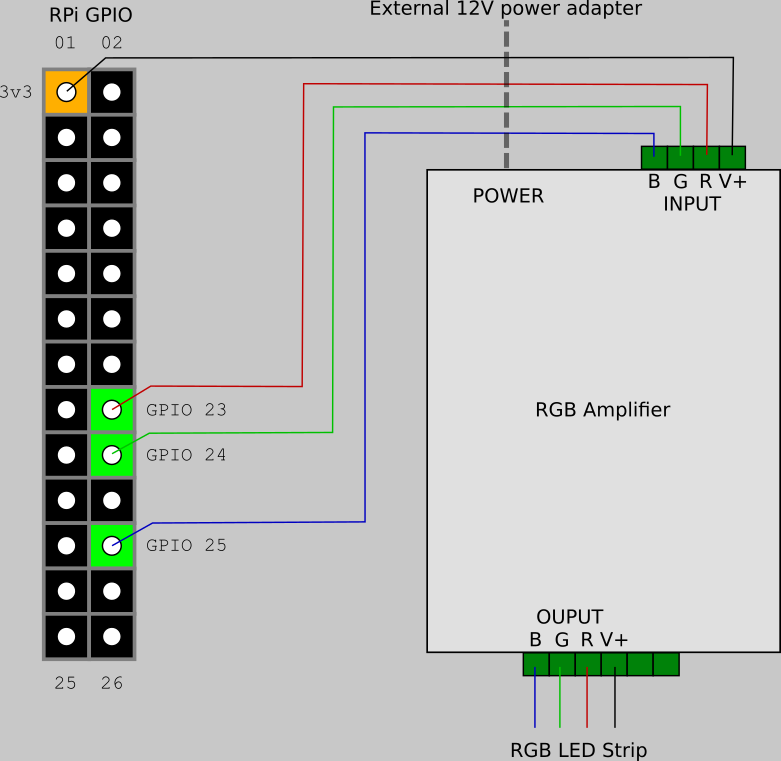 External 12V power adapter
RPi GPIO
01 02
3v3
B G R V+
INPUT
POWER
GPIO 23
RGB Amplifier
GPIO 24
GPIO 25
OUPUT
B G R V+
25 26
RGB LED Strip